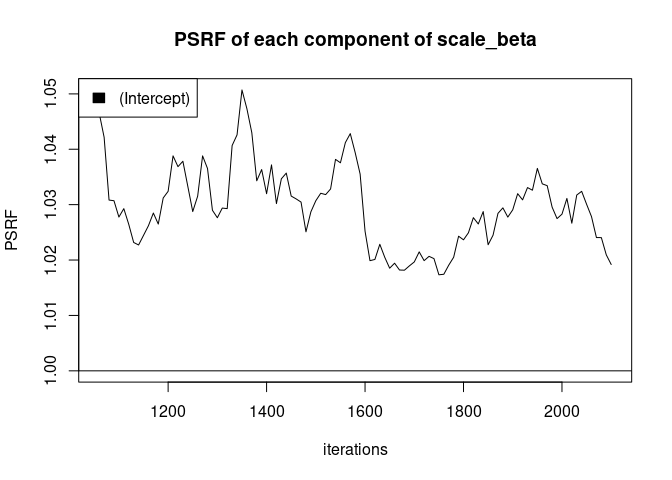 PSRF of each component of scale_beta
(Intercept)
PSRF
1.05
1.04
1.03
1.02
1.01
1.00
1200 1400 1600 1800 2000
iterations